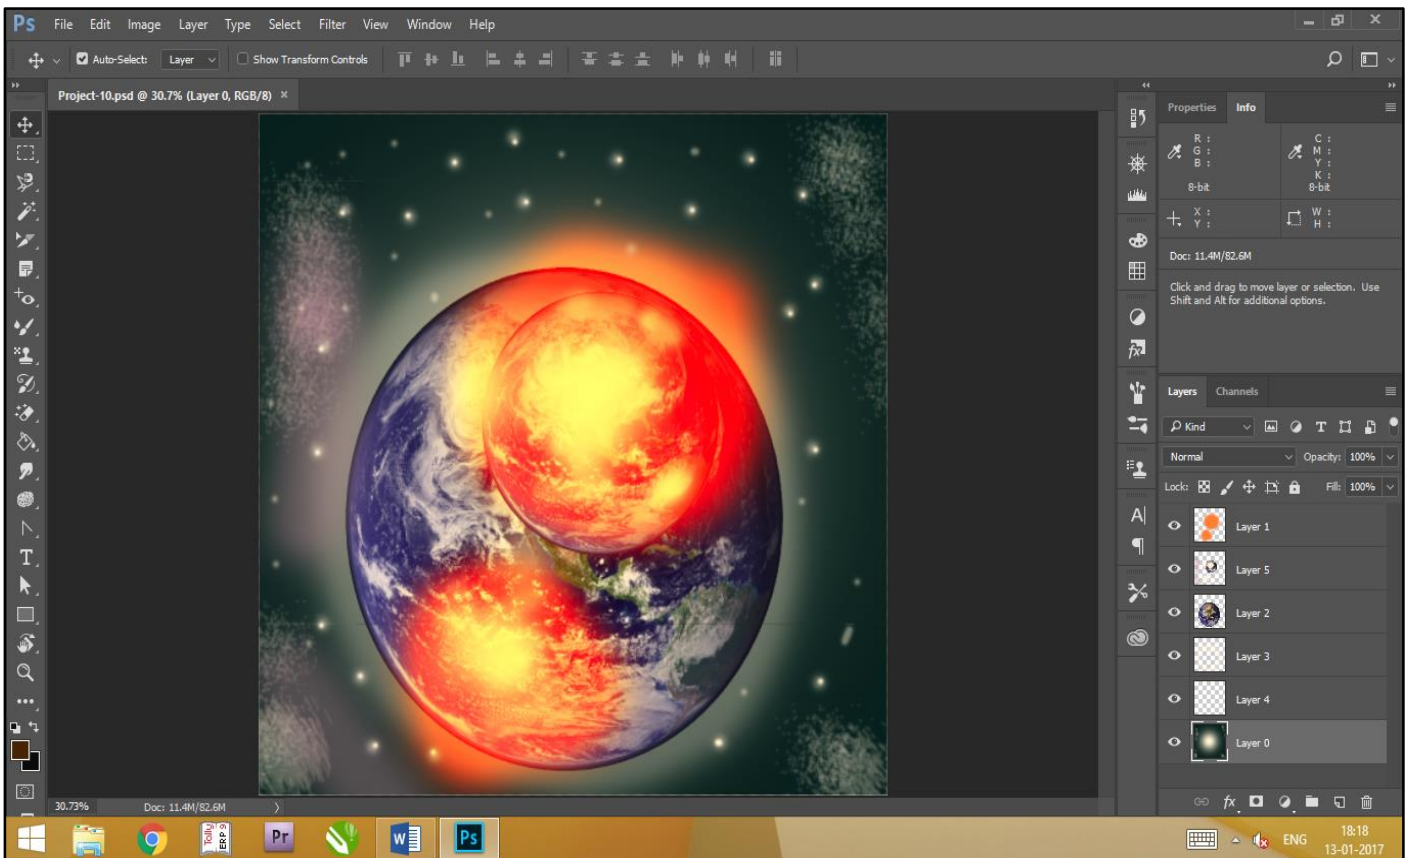 Ps File Edit Image Layer Type Select Filter View Window Help
Auto-Select: Layer Show Transform Controls
Project-10.psd @ 30.7% (Layer 0, RGB/8) ×
Properties Info
R : C :
G : M :
B : Y :
K :
8-bit 8-bit
X : W :
Y : H :
Doc: 11.4M/82.6M
Click and drag to move layer or selection. Use
Shift and Alt for additional options.
Layers Channels
Kind
Normal Opacity: 100%
Lock: Fill: 100%
Layer 1
Layer 5
Layer 2
Layer 3
Layer 4
Layer 0
30.73% Doc: 11.4M/82.6M
Tally ERP 9 Pr W Ps ENG 18:18
13-01-2017